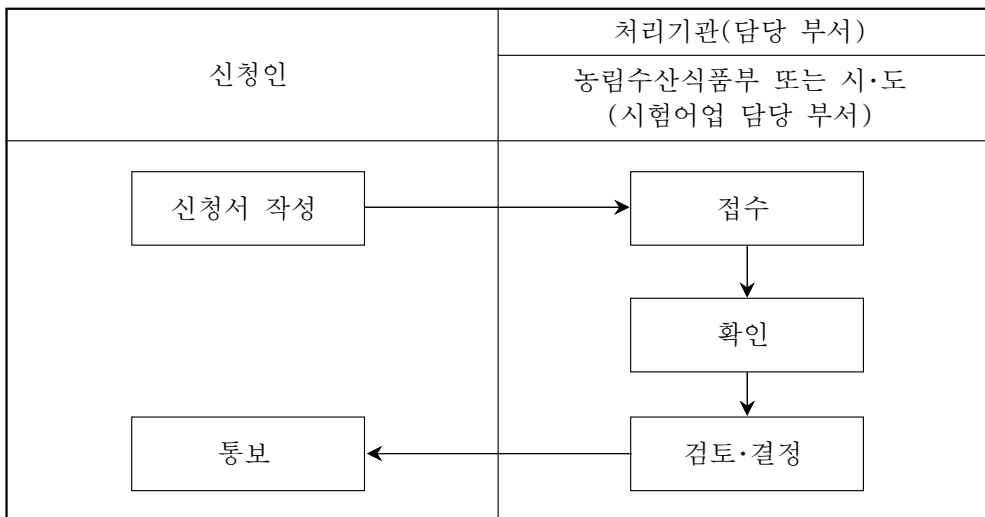 신청인
처리기관(담당 부서)
농림수산식품부 또는 시·도
(시험어업 담당 부서)
신청서 작성
접수
확인
통보
검토·결정